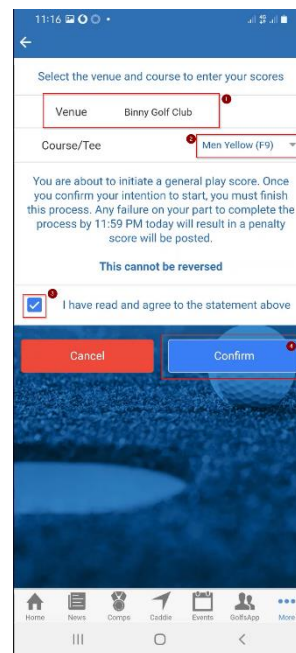 11:16
Select the venue and course to enter your scores
1
Venue Binny Golf Club
2
Course/Tee Men Yellow (F9)
You are about to initiate a general play score. Once
you confirm your intention to start, you must finish
this process. Any failure on your part to complete the
process by 11:59 PM today will result in a penalty
score will be posted.
This cannot be reversed
3
I have read and agree to the statement above
4
Cancel Confirm
Home News Comps Caddie Events GolfsApp More